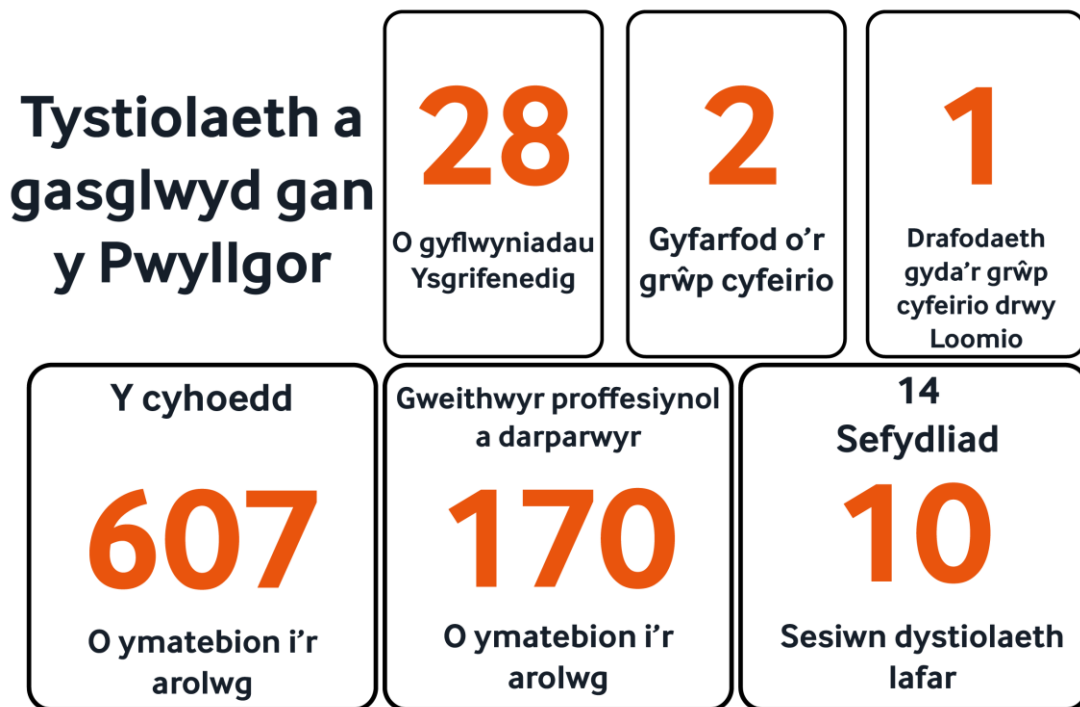 Tystiolaeth a
gasglwyd gan
y Pwyllgor
28
O gyflwyniadau
Ysgrifenedig
2
Gyfarfod o’r
grŵp cyfeirio
1
Drafodaeth
gyda’r grŵp
cyfeirio drwy
Loomio
Y cyhoedd
607
O ymatebion i’r
arolwg
Gweithwyr proffesiynol
a darparwyr
170
O ymatebion i’r
arolwg
14
Sefydliad
10
Sesiwn dystiolaeth
lafar